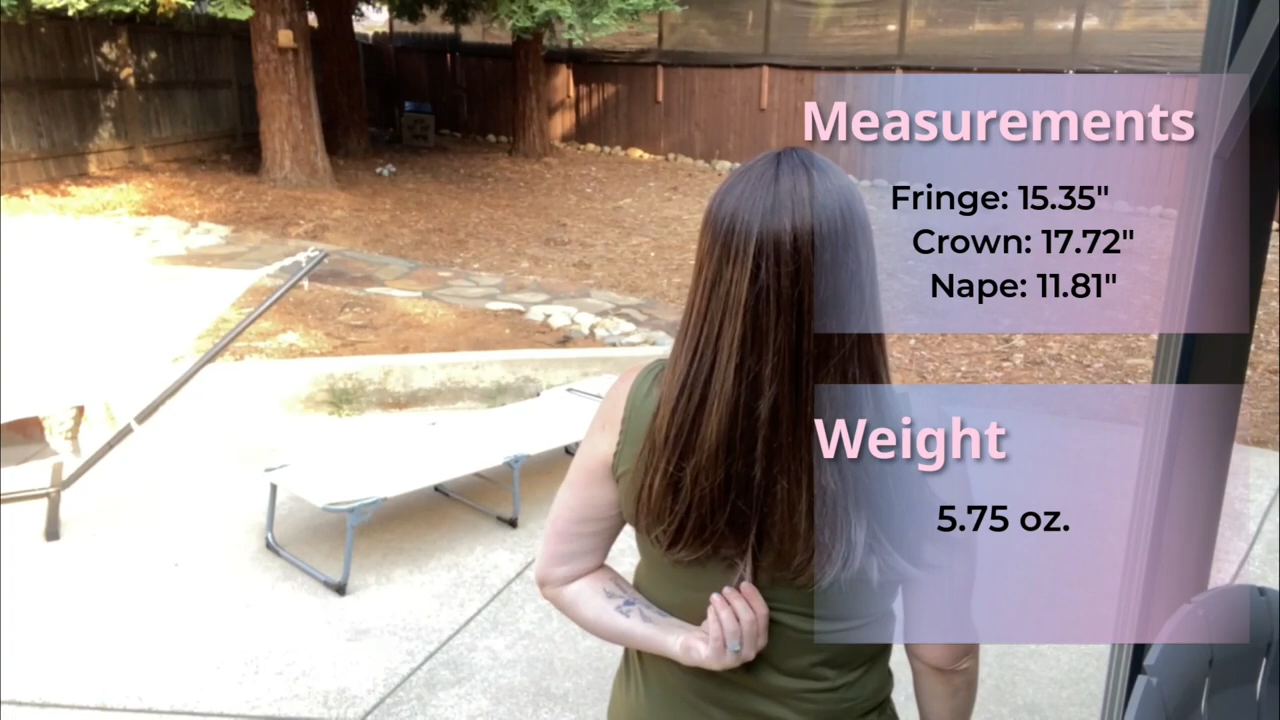 Measurements
Fringe: 15.35"
Crown: 17.72"
Nape: 11.81"
Weight
5.75 oz.